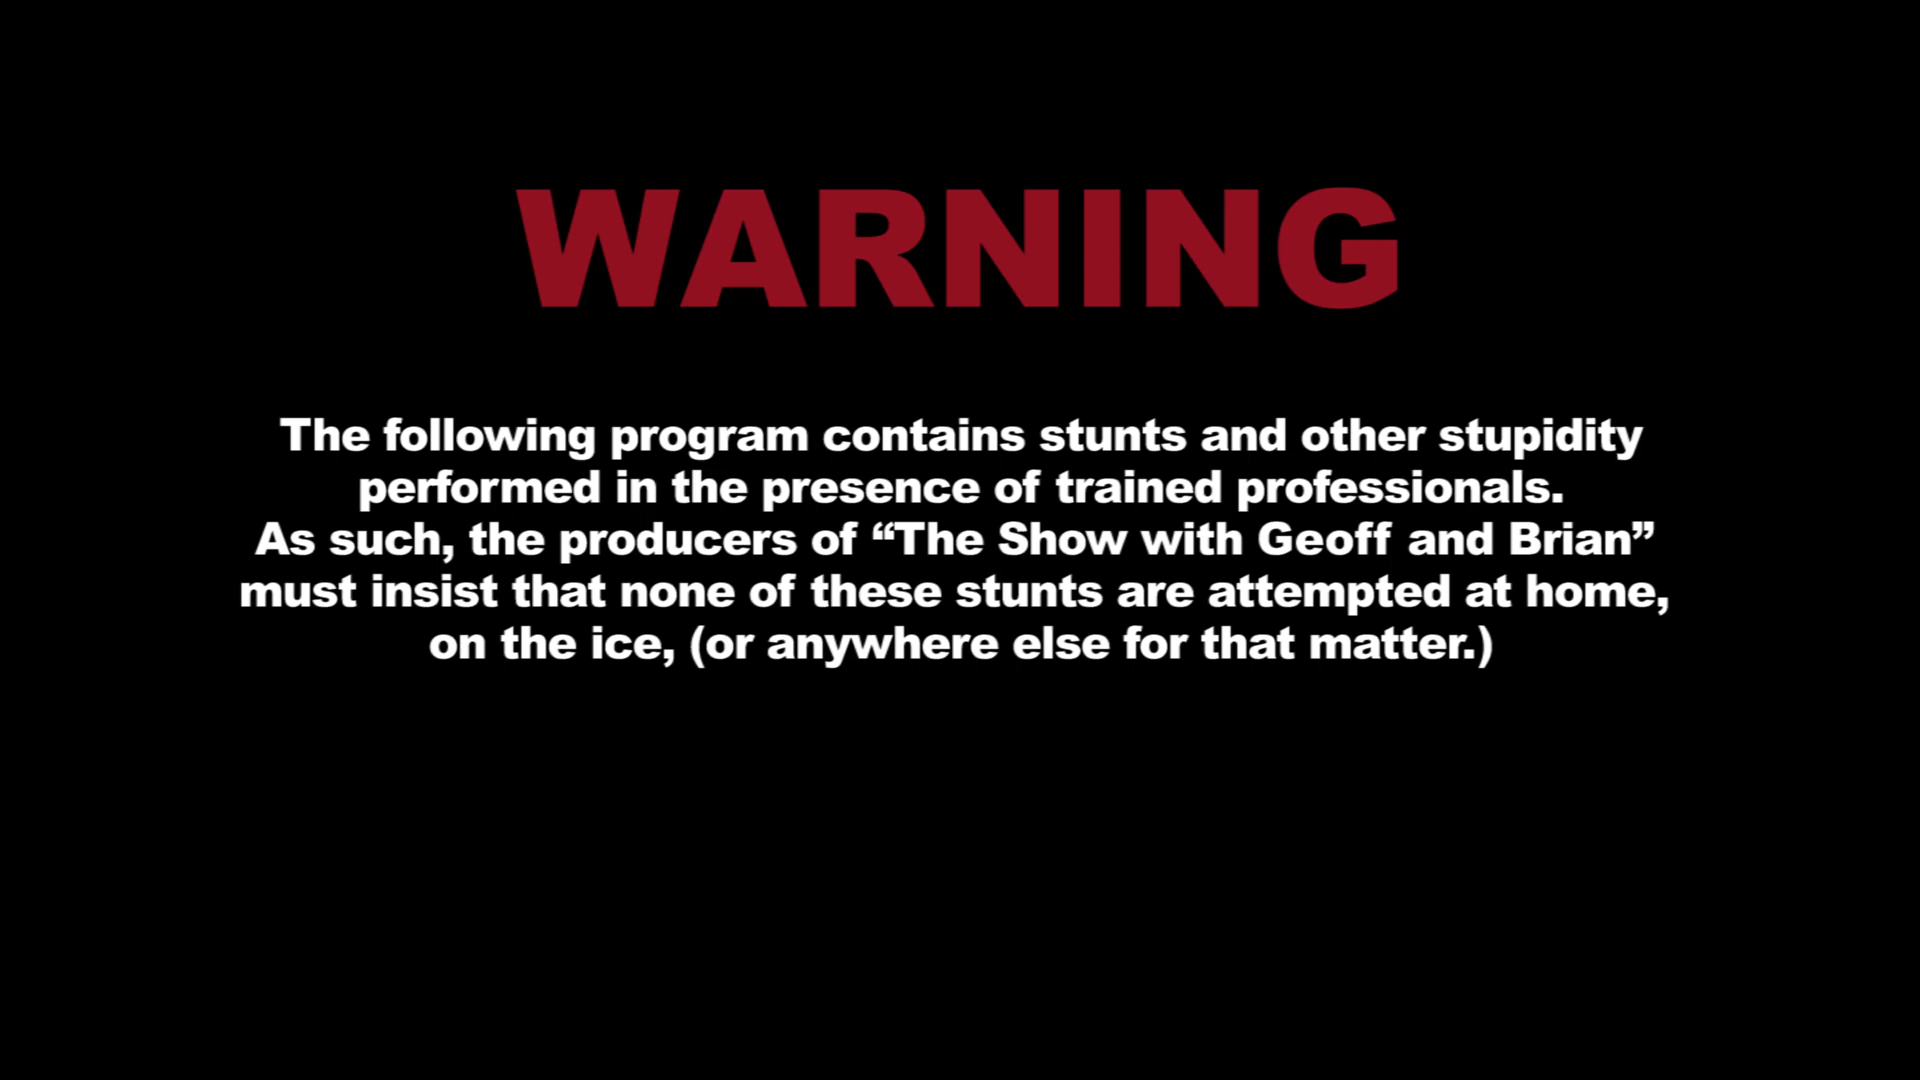 WARNING
The following program contains stunts and other stupidity
performed in the presence of trained professionals.
As such, the producers of “The Show with Geoff and Brian”
must insist that none of these stunts are attempted at home,
on the ice, (or anywhere else for that matter.)